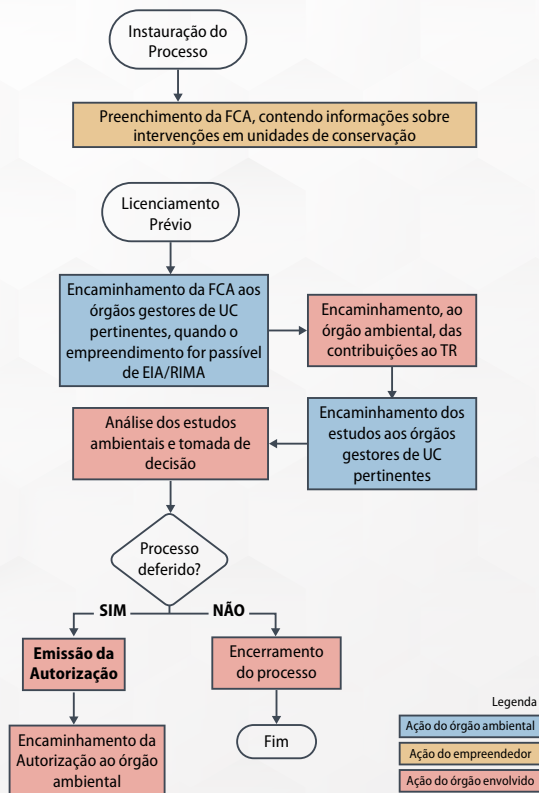 Instauração do
Processo
Preenchimento da FCA, contendo informações sobre
intervenções em unidades de conservação
Licenciamento
Prévio
Encaminhamento da FCA aos
órgãos gestores de UC
pertinentes, quando o
empreendimento for passível
de EIA/RIMA
Encaminhamento, ao
órgão ambiental, das
contribuições ao TR
Encaminhamento dos
estudos aos órgãos
gestores de UC
pertinentes
Análise dos estudos
ambientais e tomada de
decisão
Processo
deferido?
SIM
NÃO
Emissão da
Autorização
Encerramento
do processo
Encaminhamento da
Autorização ao órgão
ambiental
Fim
Legenda
Ação do órgão ambiental
Ação do empreendedor
Ação do órgão envolvido